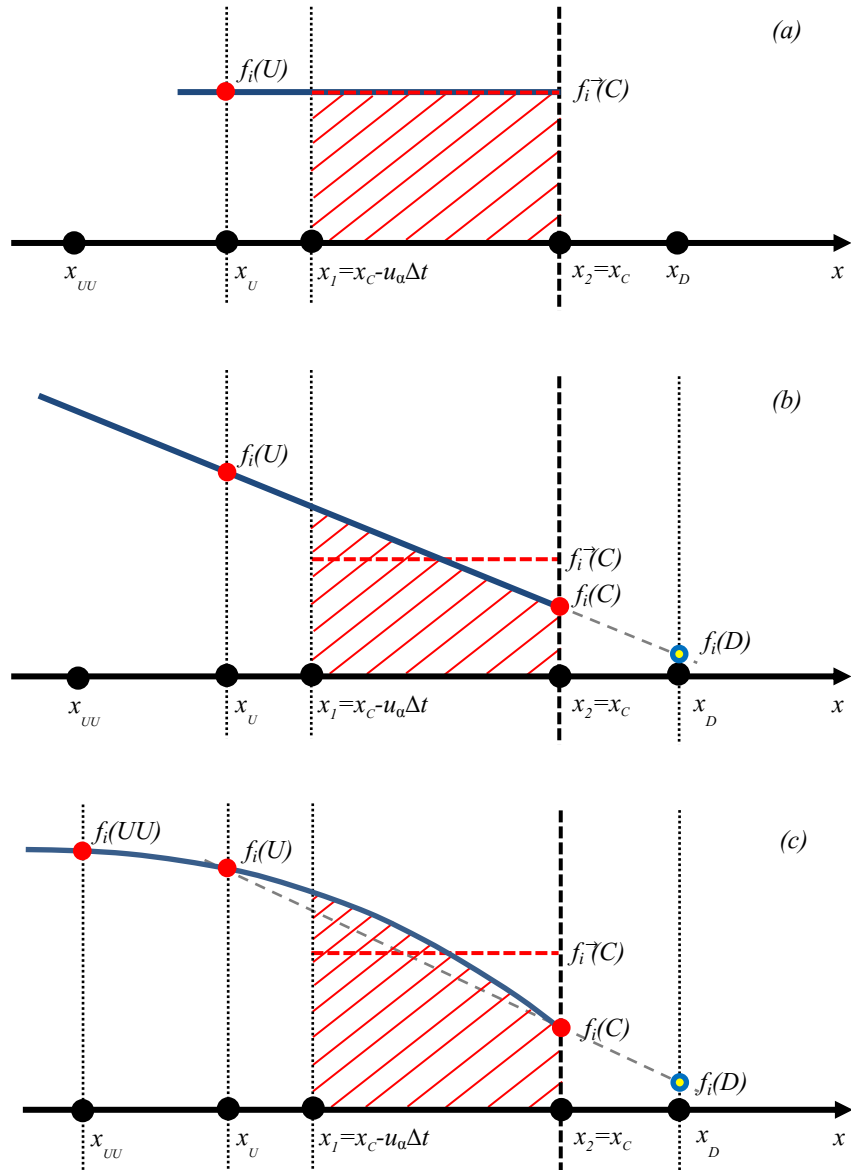 (a)
f_i(U)
f_i^→(C)
x_UU
x_U
x_1=x_C-u_αΔt
x_2=x_C
x_D
x
(b)
f_i(U)
f_i^→(C)
f_i(C)
f_i(D)
x_UU
x_U
x_1=x_C-u_αΔt
x_2=x_C
x_D
x
(c)
f_i(UU)
f_i(U)
f_i^→(C)
f_i(C)
f_i(D)
x_UU
x_U
x_1=x_C-u_αΔt
x_2=x_C
x_D
x